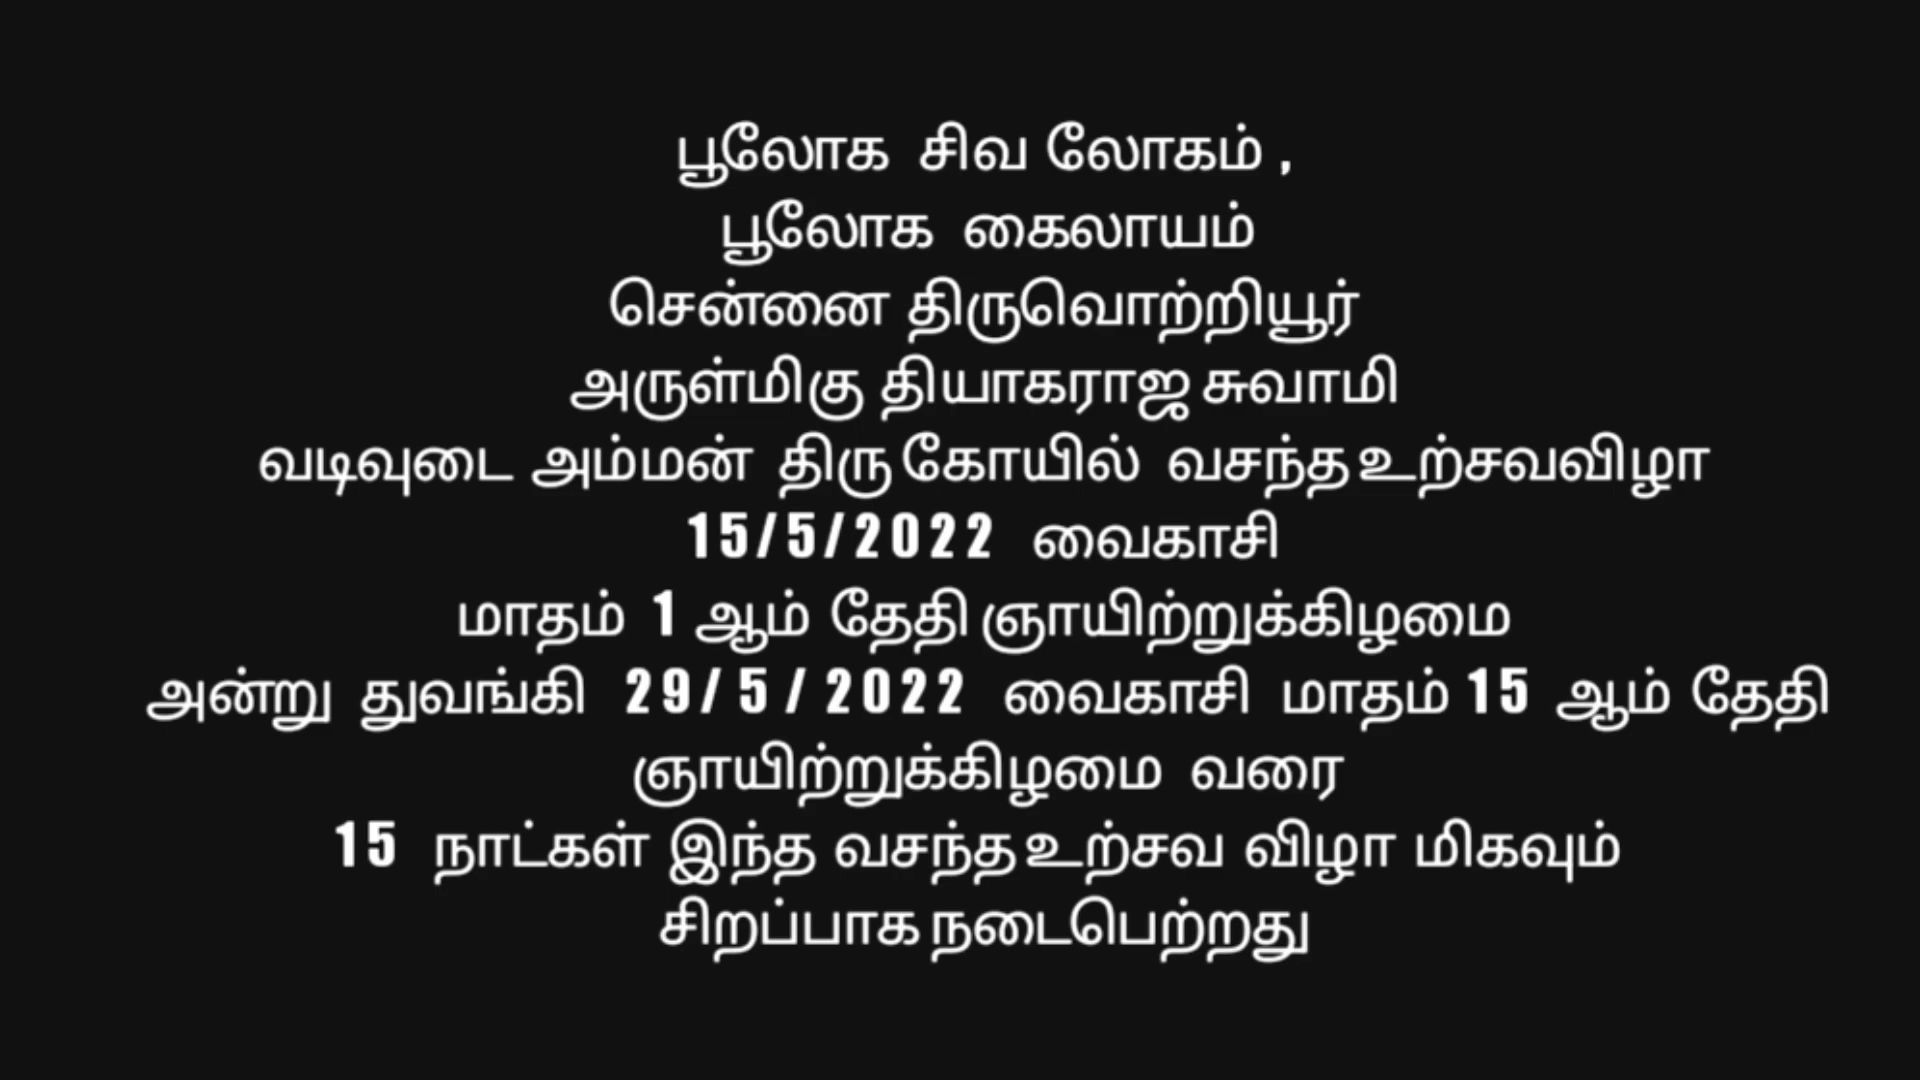 பூலோக சிவ லோகம் ,
பூலோக கைலாயம்
சென்னை திருவொற்றியூர்
அருள்மிகு தியாகராஜ சுவாமி
வடிவுடை அம்மன் திரு கோயில் வசந்த உற்சவவிழா
15/5/2022 வைகாசி
மாதம் 1 ஆம் தேதி ஞாயிற்றுக்கிழமை
அன்று துவங்கி 29/ 5 / 2022 வைகாசி மாதம் 15 ஆம் தேதி
ஞாயிற்றுக்கிழமை வரை
15 நாட்கள் இந்த வசந்த உற்சவ விழா மிகவும்
சிறப்பாக நடைபெற்றது